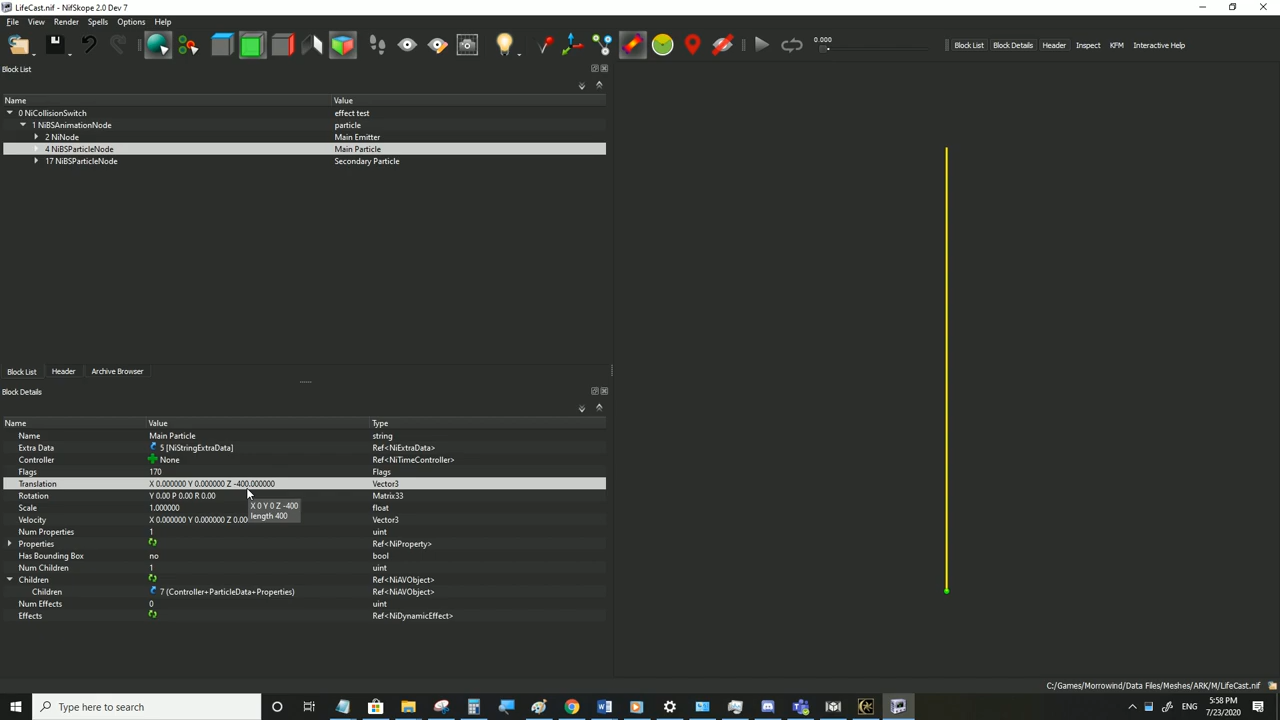 LifeCast.nif - NifSkope 2.0 Dev 7
File View Render Spells Options Help
0.000
Block List Block Details Header Inspect KFM Interactive Help
Block List
Name Value
0 NiCollisionSwitch effect test
1 NiBSAnimationNode particle
2 NiNode Main Emitter
4 NiBSParticleNode Main Particle
17 NiBSParticleNode Secondary Particle
Block List Header Archive Browser
Block Details
Name Value Type
Name Main Particle string
Extra Data 5 [NiStringExtraData] Ref<NiExtraData>
Controller None Ref<NiTimeController>
Flags 170 Flags
Translation X 0.000000 Y 0.000000 Z -400.000000 Vector3
Rotation Y 0.00 P 0.00 R 0.00 Matrix33
X 0 Y 0 Z -400
Scale 1.000000 float
length 400
Velocity X 0.000000 Y 0.000000 Z 0.00 Vector3
Num Properties 1 uint
Properties Ref<NiProperty>
Has Bounding Box no bool
Num Children 1 uint
Children Ref<NiAVObject>
Children 7 (Controller+ParticleData+Properties) Ref<NiAVObject>
Num Effects 0 uint
Effects Ref<NiDynamicEffect>
C:/Games/Morrowind/Data Files/Meshes/ARK/M/LifeCast.nif
Type here to search
ENG
5:58 PM
7/23/2020